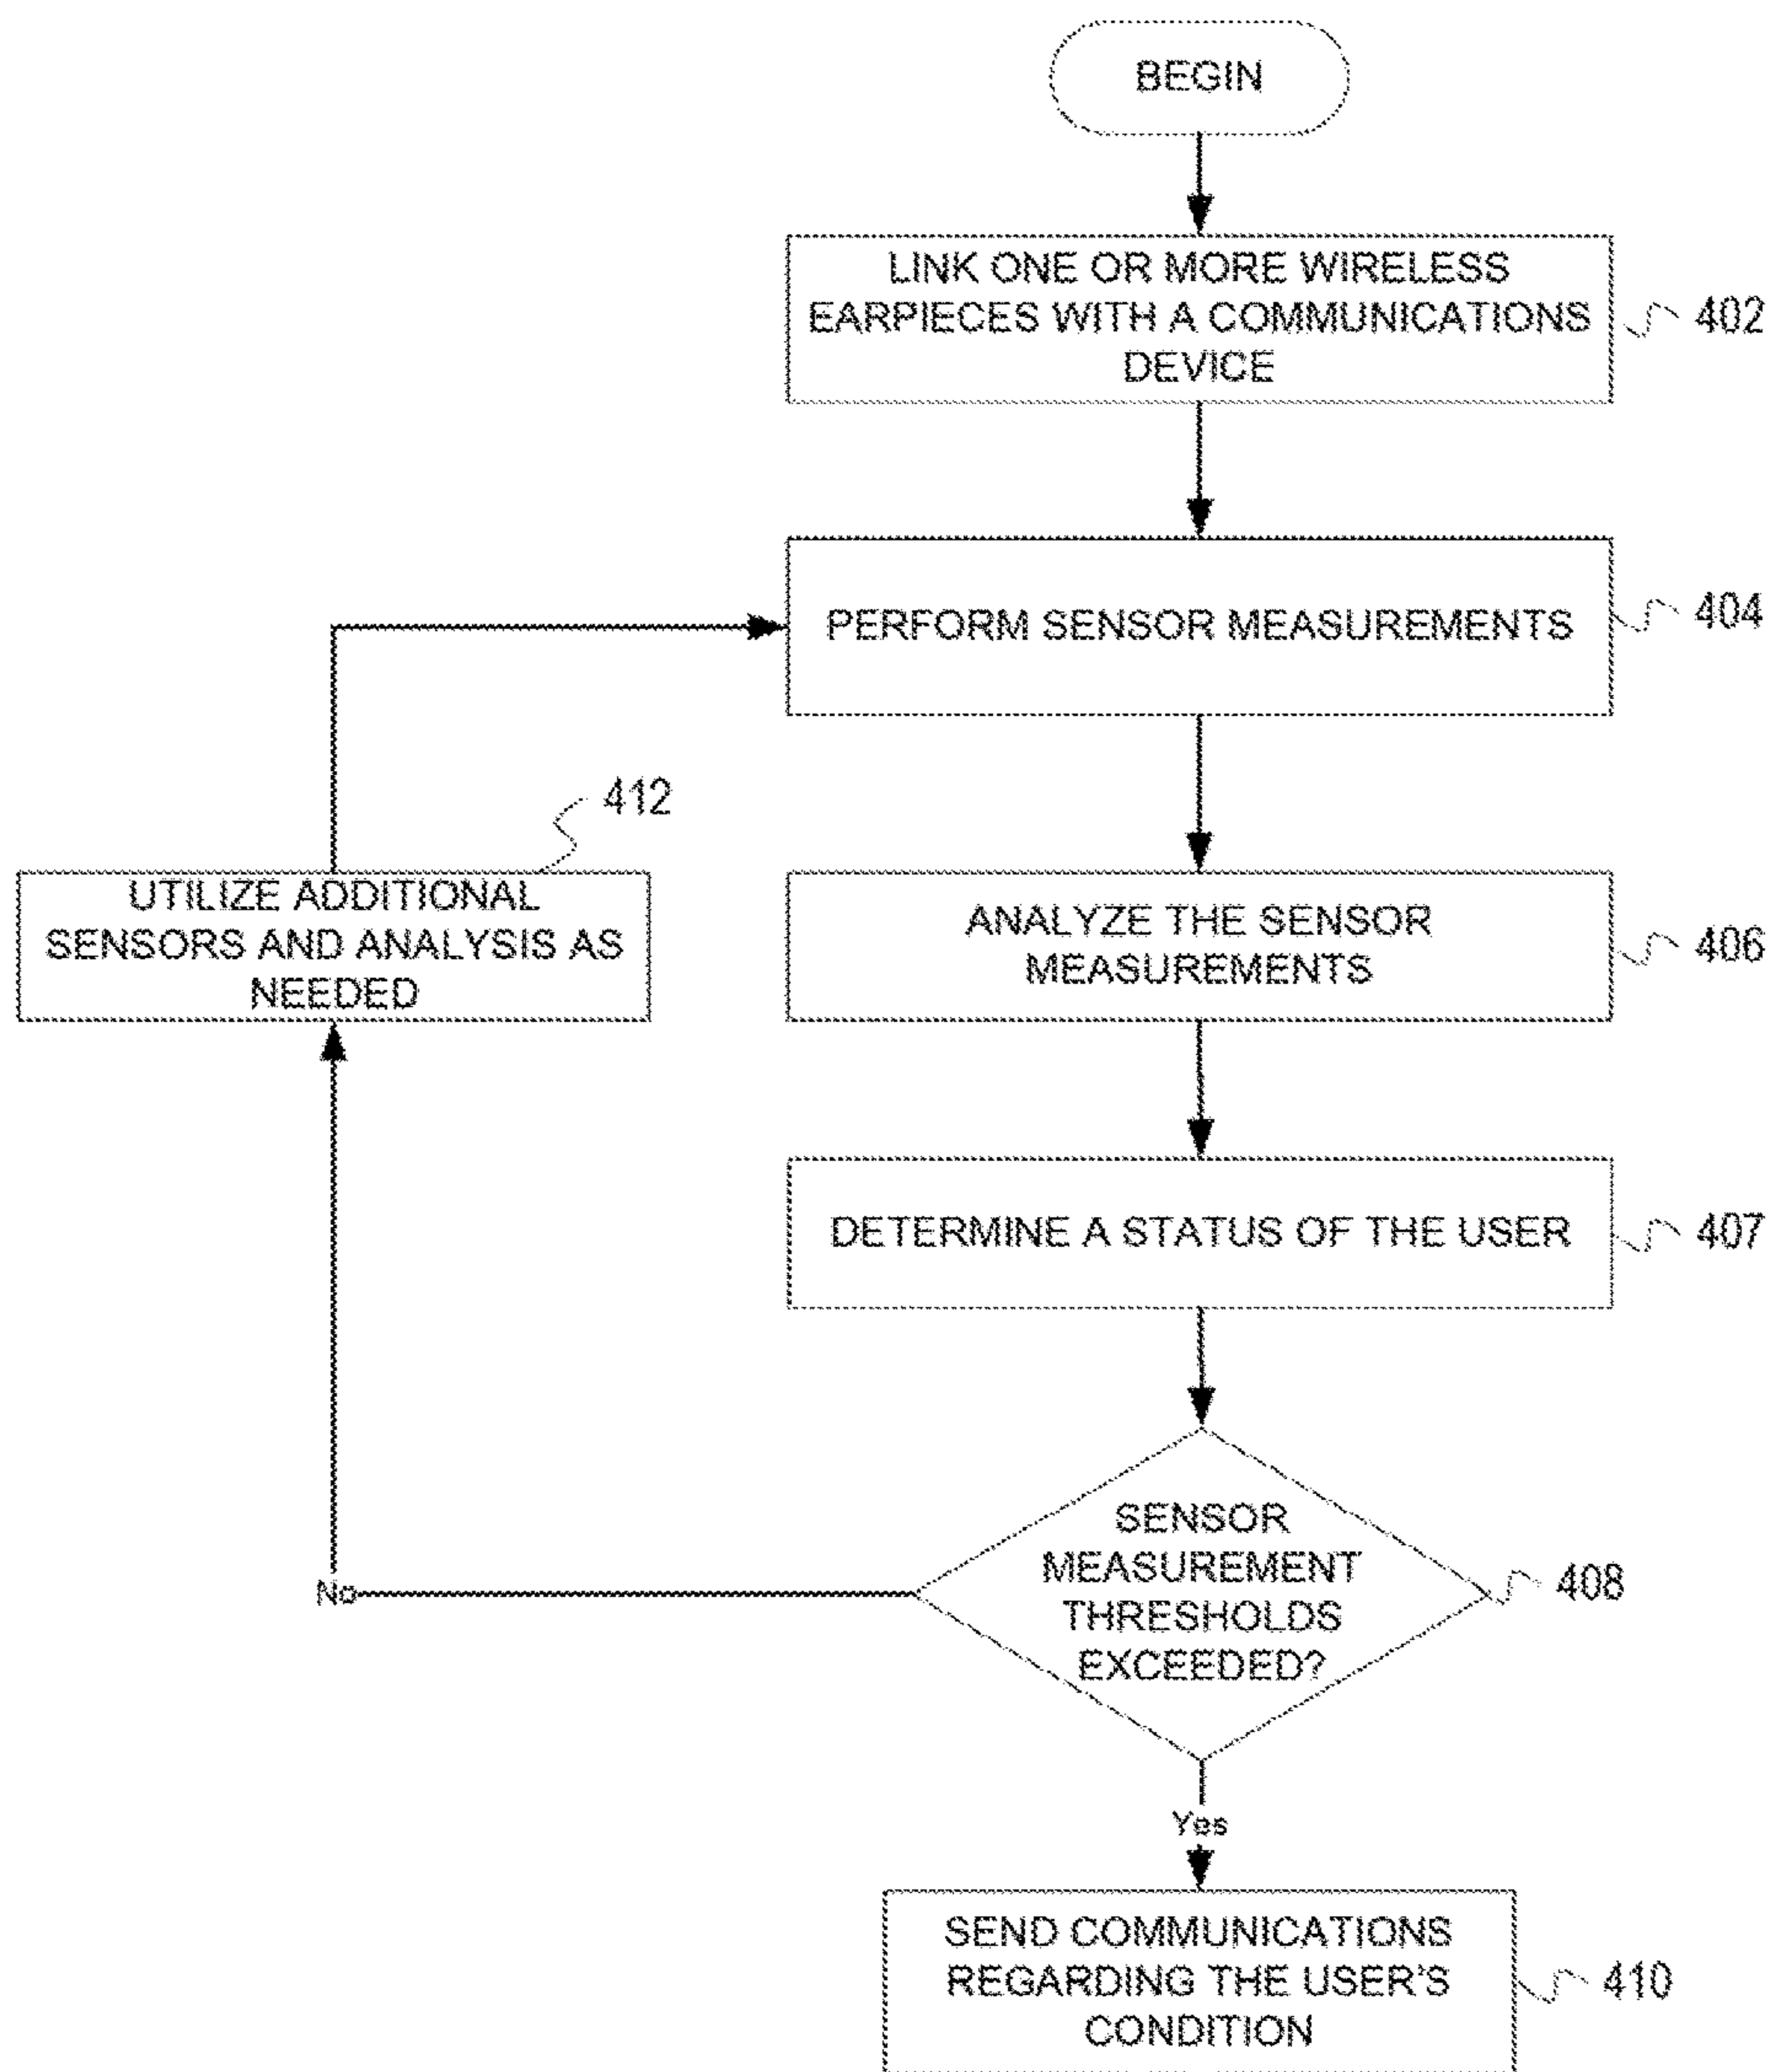 BEGIN
LINK ONE OR MORE WIRELESS
EARPIECES WITH A COMMUNICATIONS
DEVICE
402
PERFORM SENSOR MEASUREMENTS
404
412
UTILIZE ADDITIONAL
SENSORS AND ANALYSIS AS
NEEDED
ANALYZE THE SENSOR
MEASUREMENTS
406
DETERMINE A STATUS OF THE USER
407
SENSOR
MEASUREMENT
THRESHOLDS
EXCEEDED?
408
No
Yes
SEND COMMUNICATIONS
REGARDING THE USER'S
CONDITION
410